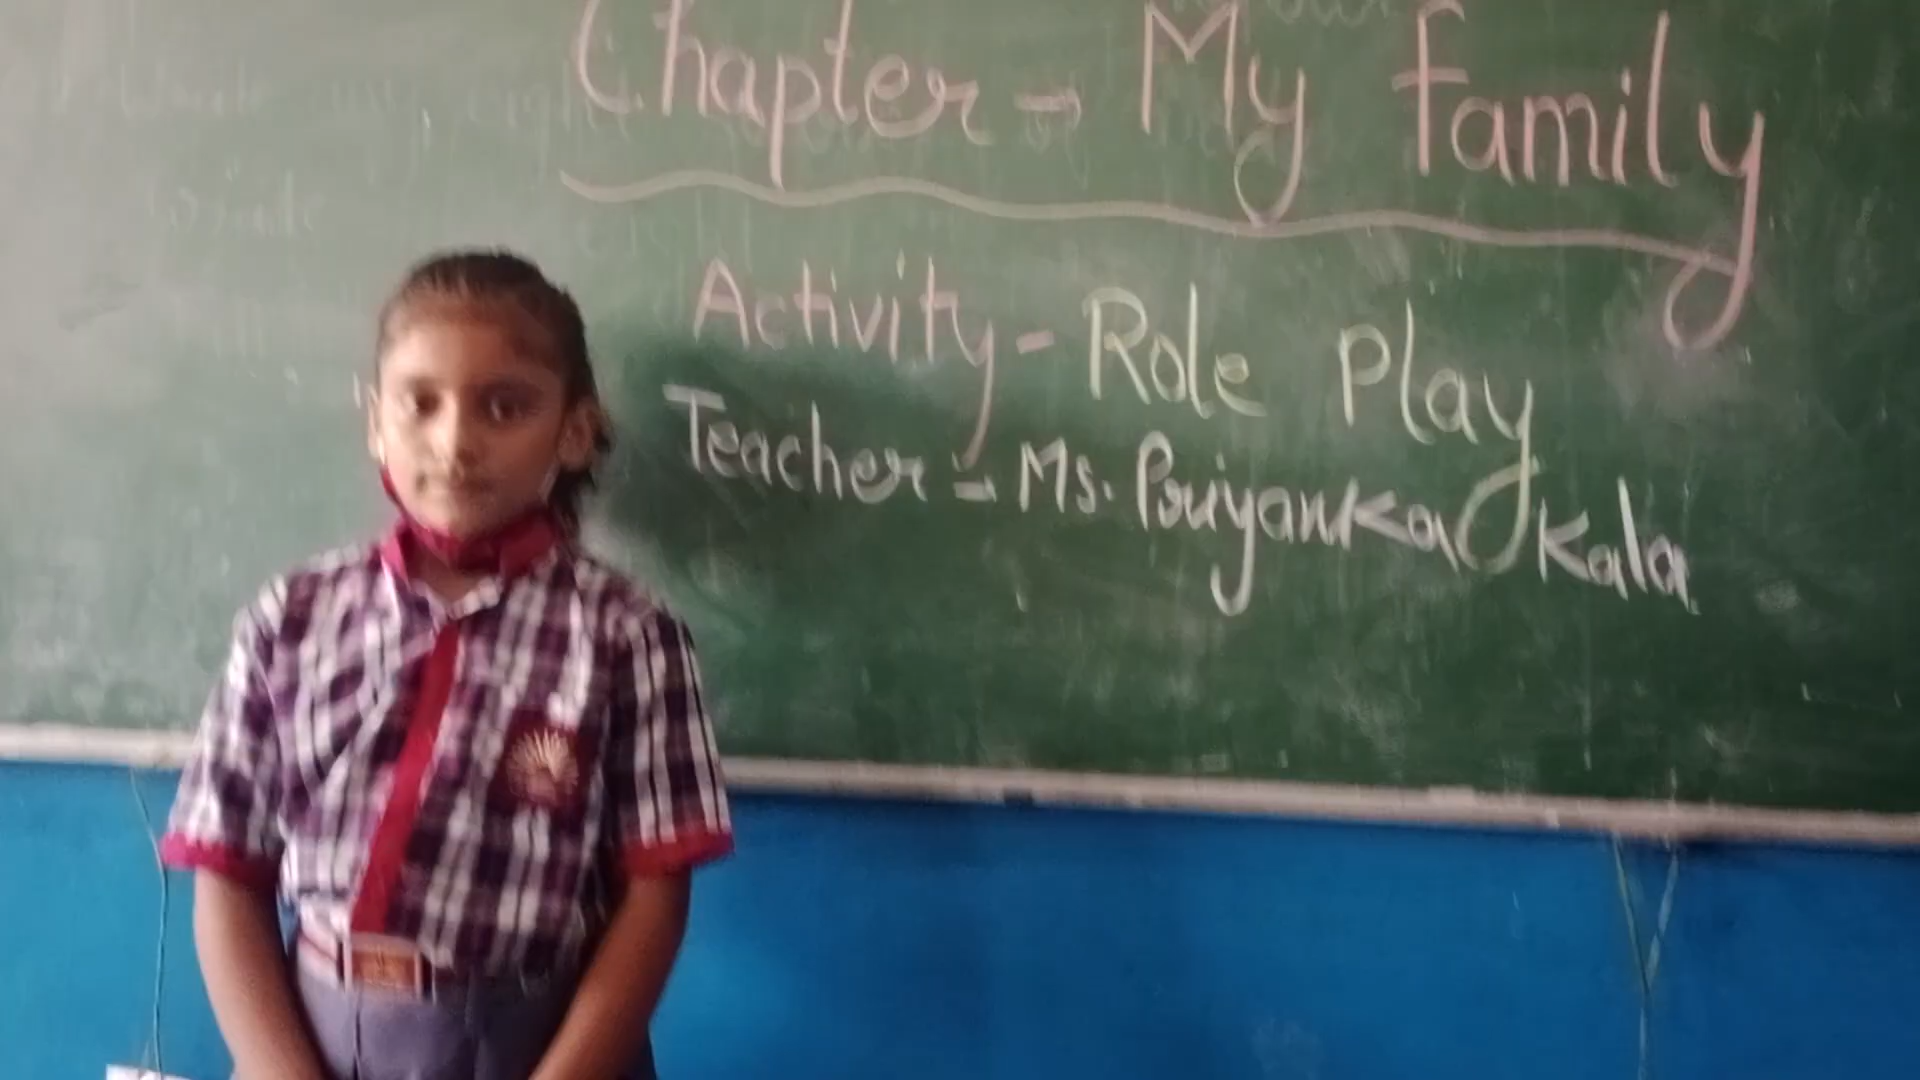 Chapter - My family
Activity - Role Play
Teacher - Ms. Priyanka Kala